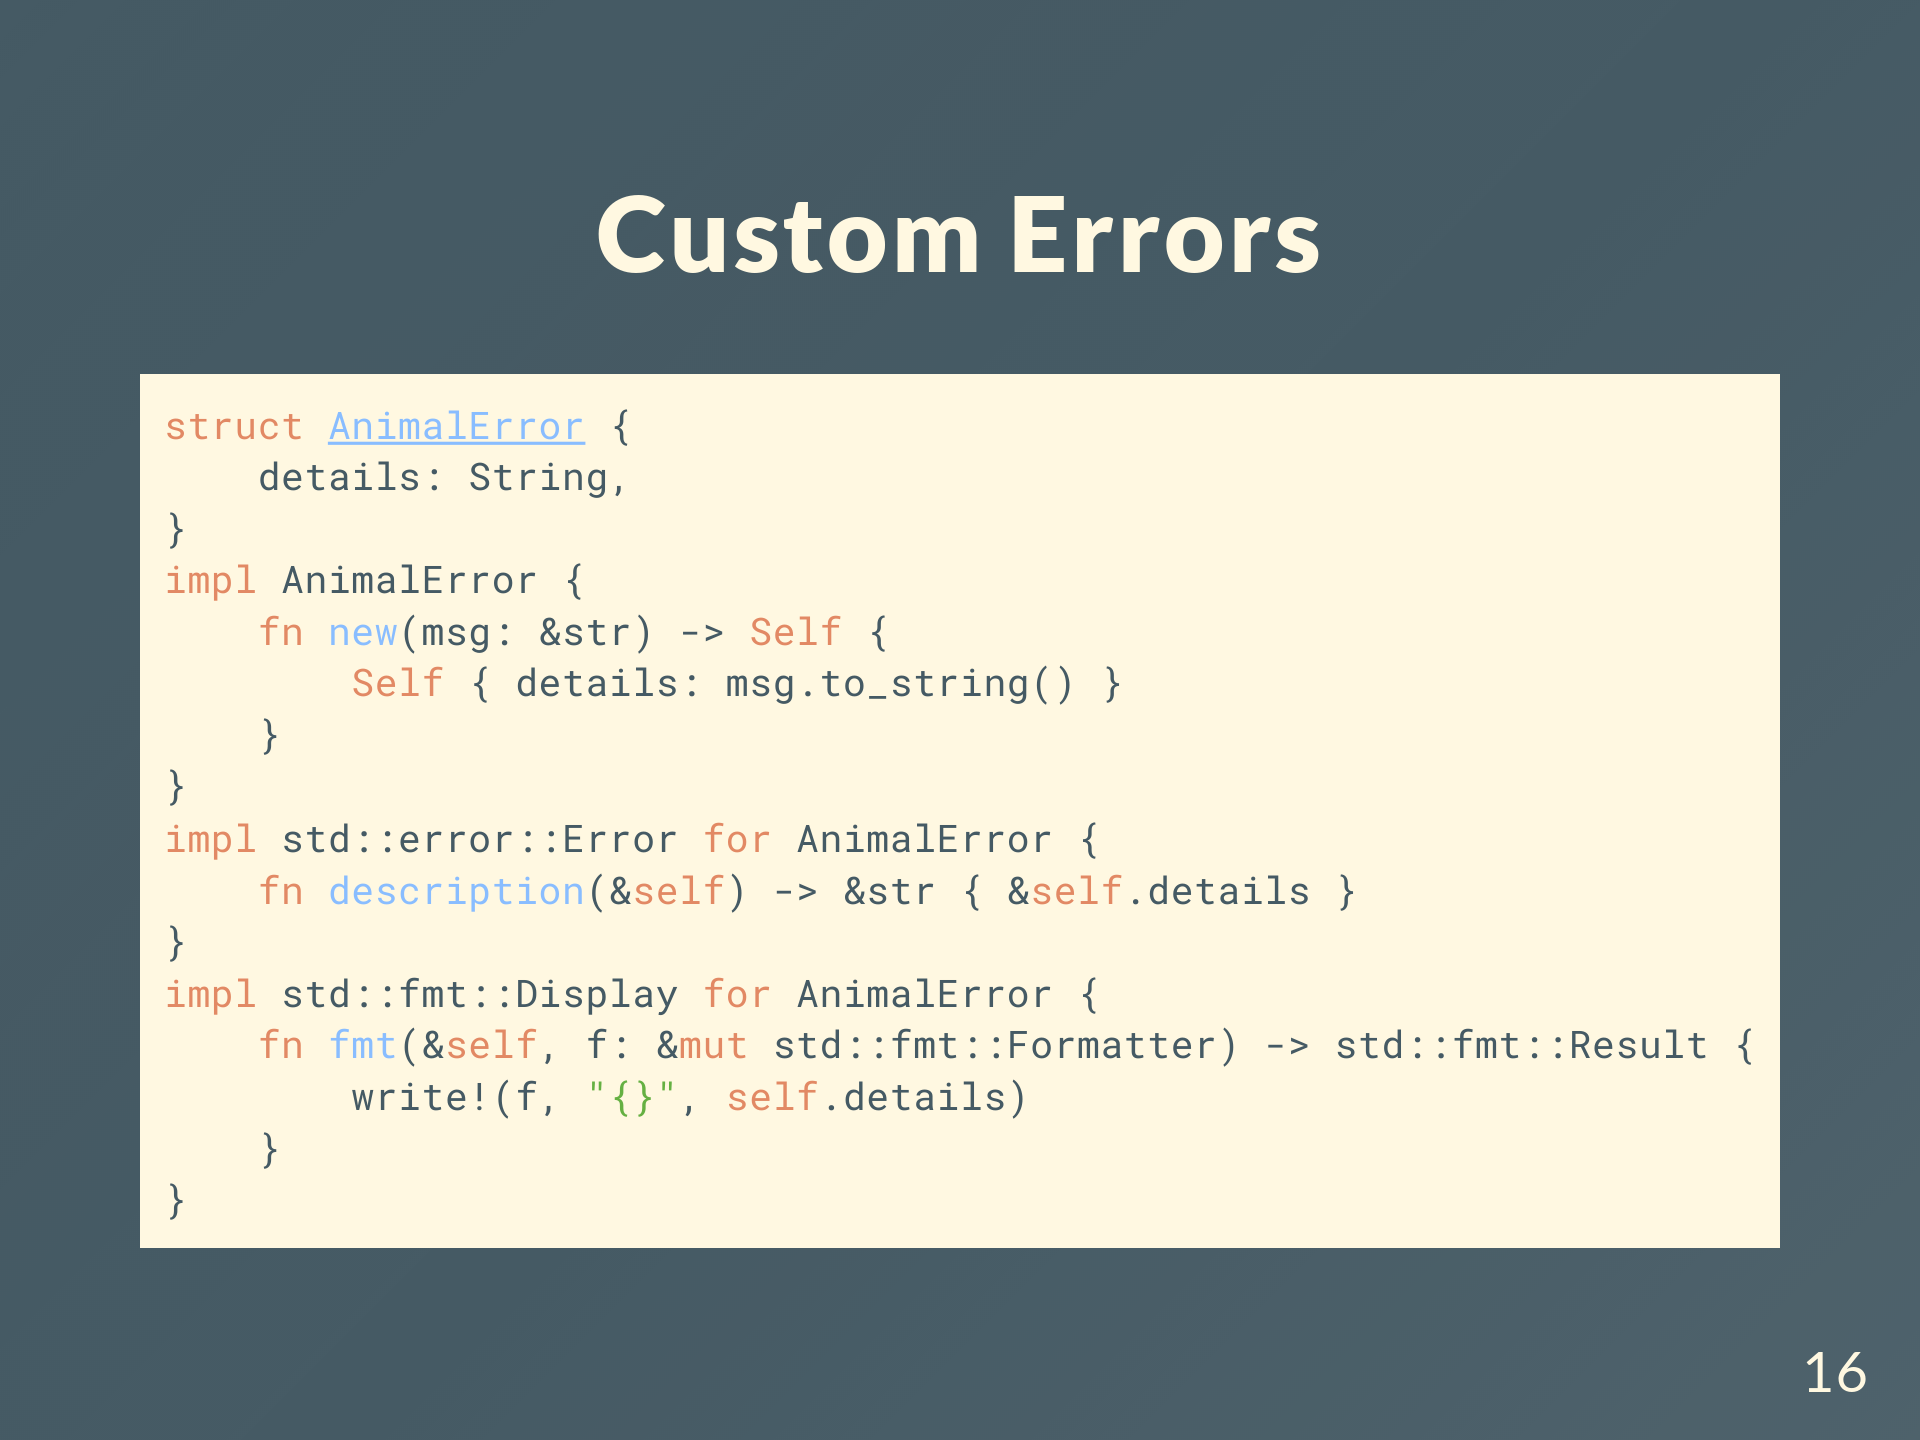 Custom Errors
struct AnimalError {
    details: String,
}
impl AnimalError {
    fn new(msg: &str) -> Self {
        Self { details: msg.to_string() }
    }
}
impl std::error::Error for AnimalError {
    fn description(&self) -> &str { &self.details }
}
impl std::fmt::Display for AnimalError {
    fn fmt(&self, f: &mut std::fmt::Formatter) -> std::fmt::Result {
        write!(f, "{}", self.details)
    }
}
16